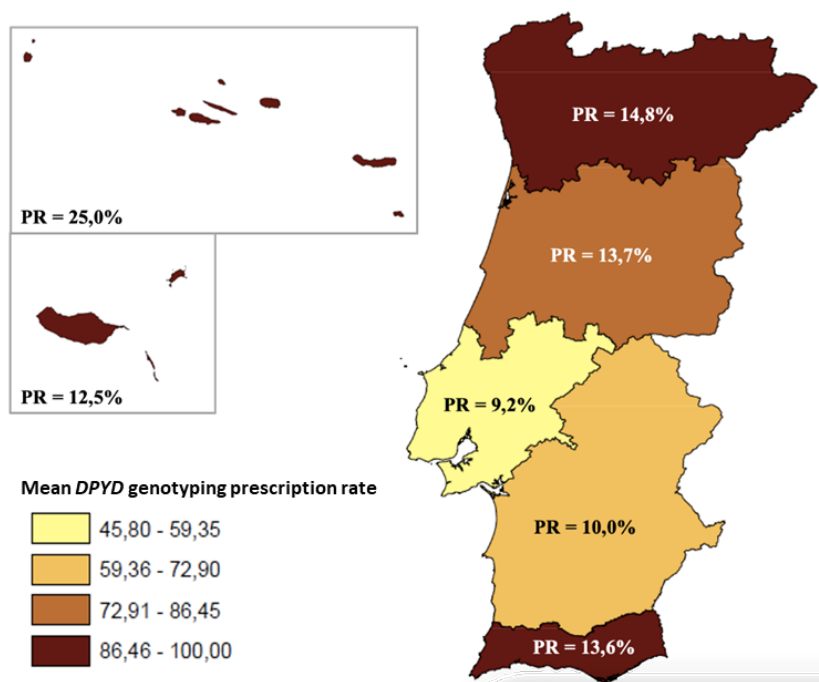 PR = 14,8%
PR = 25,0%
PR = 13,7%
PR = 12,5%
PR = 9,2%
Mean DPYD genotyping prescription rate
45,80 - 59,35
59,36 - 72,90
72,91 - 86,45
86,46 - 100,00
PR = 10,0%
PR = 13,6%